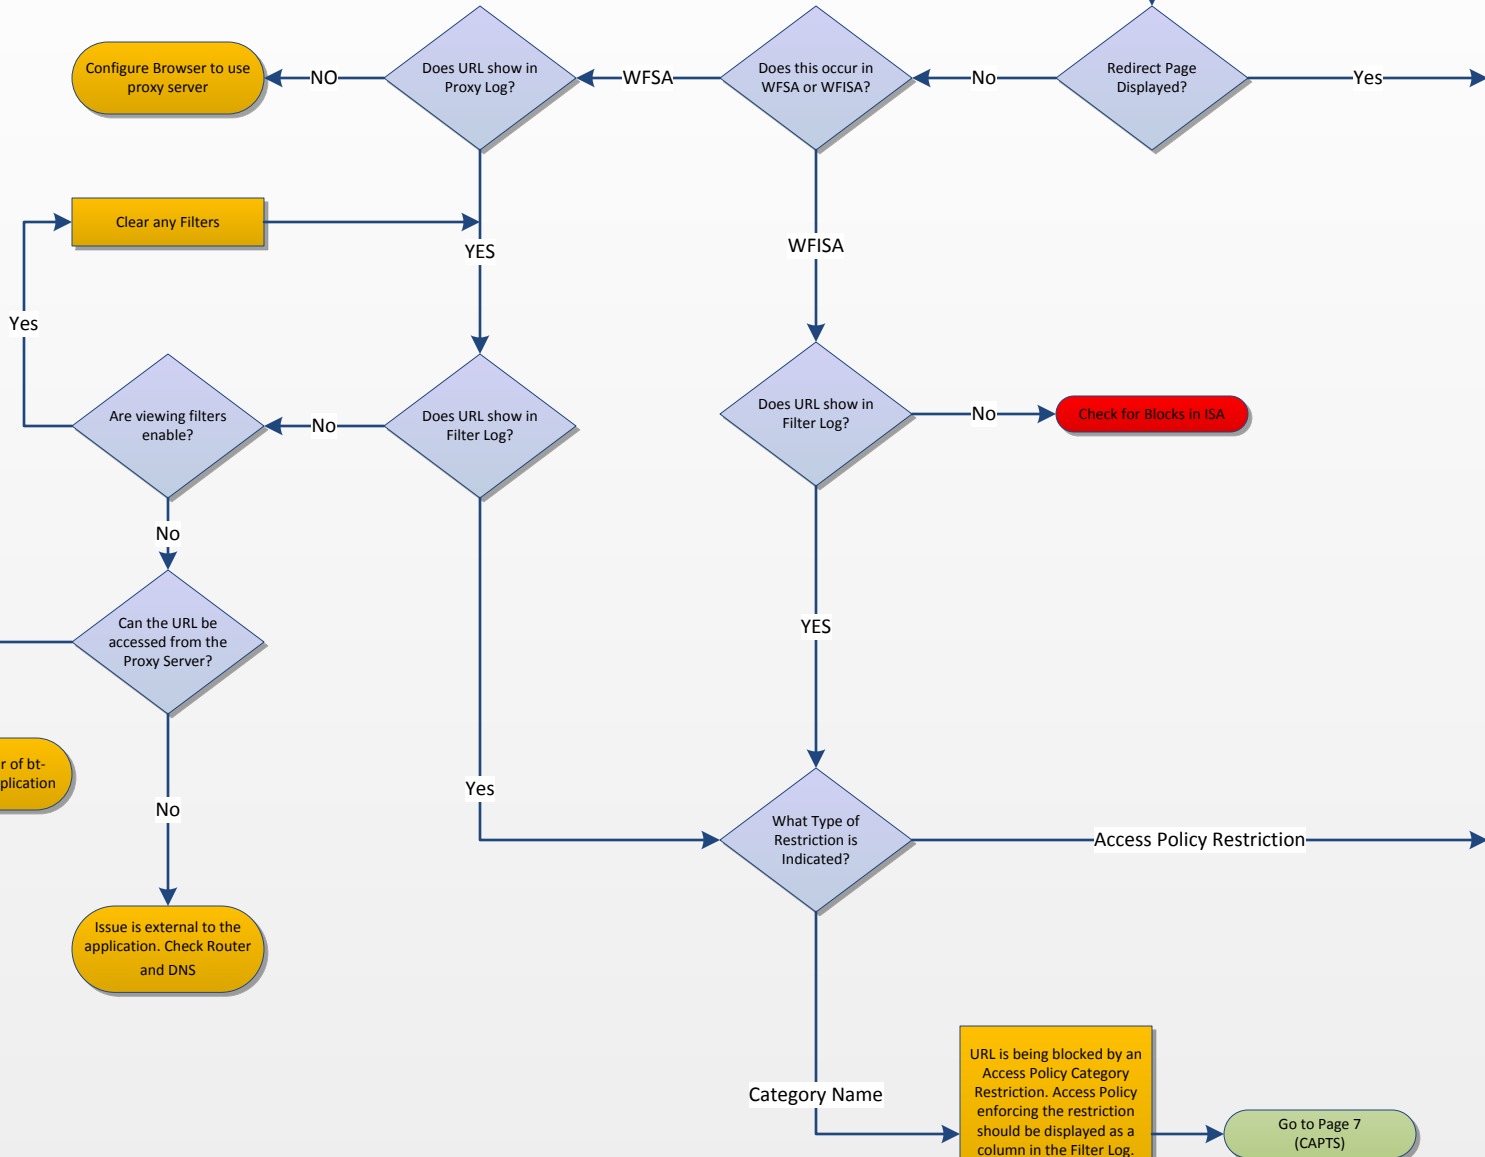 Configure Browser to use
proxy server
NO
Does URL show in
Proxy Log?
WFSA
Does this occur in
WFSA or WFISA?
No
Redirect Page
Displayed?
Yes
Clear any Filters
YES
WFISA
Yes
Are viewing filters
enable?
No
Does URL show in
Filter Log?
Does URL show in
Filter Log?
No
Check for Blocks in ISA
No
Can the URL be
accessed from the
Proxy Server?
YES
r of bt-
plication
No
Yes
What Type of
Restriction is
Indicated?
Access Policy Restriction
Issue is external to the
application. Check Router
and DNS
Category Name
URL is being blocked by an
Access Policy Category
Restriction. Access Policy
enforcing the restriction
should be displayed as a
column in the Filter Log.
Go to Page 7
(CAPTS)